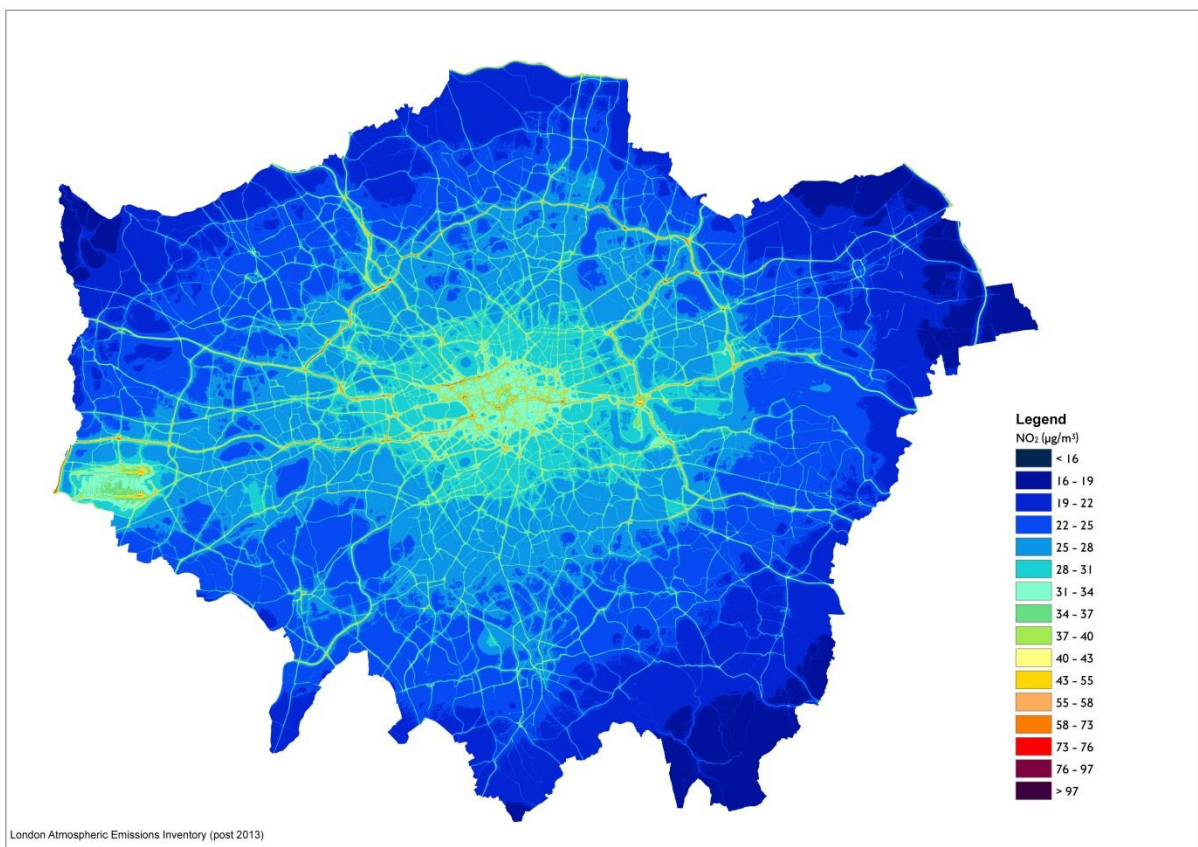 Legend
NO₂ (µg/m³)
< 16
16 - 19
19 - 22
22 - 25
25 - 28
28 - 31
31 - 34
34 - 37
37 - 40
40 - 43
43 - 55
55 - 58
58 - 73
73 - 76
76 - 97
> 97
London Atmospheric Emissions Inventory (post 2013)